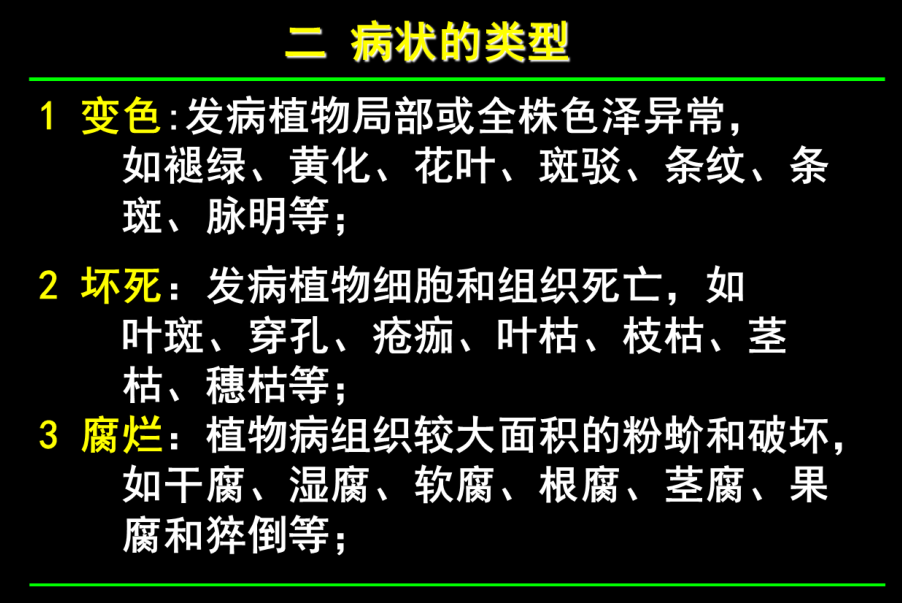 二 病状的类型
1 变色:发病植物局部或全株色泽异常，
如褪绿、黄化、花叶、斑驳、条纹、条
斑、脉明等；
2 坏死：发病植物细胞和组织死亡，如
叶斑、穿孔、疮痂、叶枯、枝枯、茎
枯、穗枯等；
3 腐烂：植物病组织较大面积的粉蚧和破坏，
如干腐、湿腐、软腐、根腐、茎腐、果
腐和猝倒等；